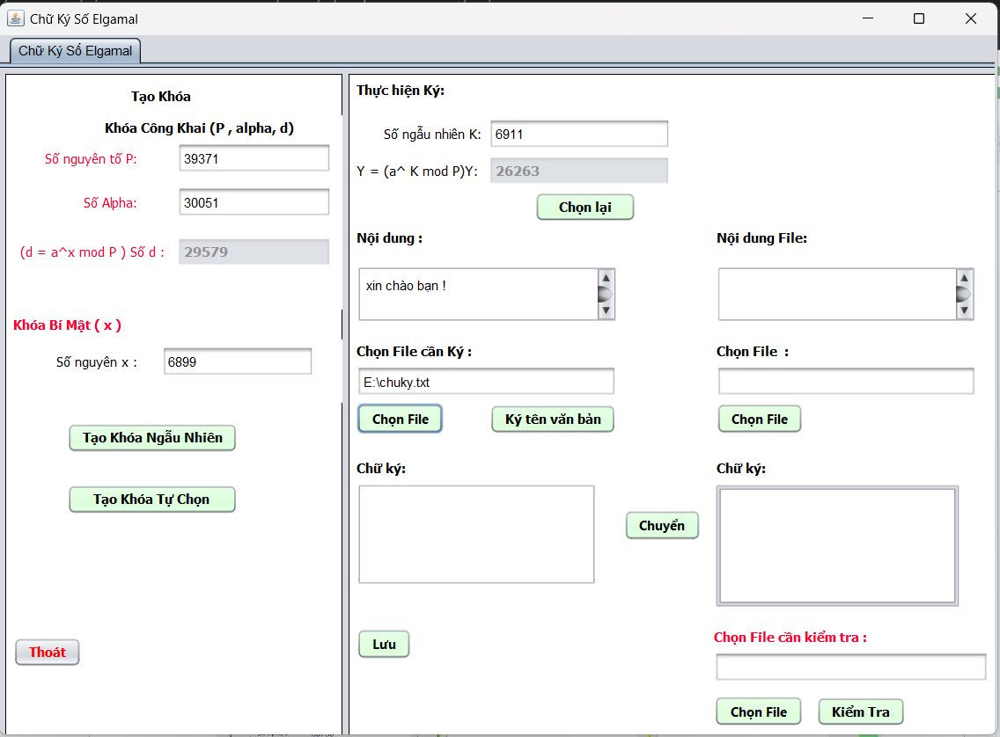 Chữ Ký Số Elgamal
Chữ Ký Số Elgamal
Tạo Khóa
Khóa Công Khai (P , alpha, d)
Số nguyên tố P: 39371
Số Alpha: 30051
(d = a^x mod P ) Số d : 29579
Khóa Bí Mật ( x )
Số nguyên x : 6899
Tạo Khóa Ngẫu Nhiên
Tạo Khóa Tự Chọn
Thoát
Thực hiện Ký:
Số ngẫu nhiên K: 6911
Y = (a^ K mod P)Y: 26263
Chọn lại
Nội dung :
xin chào bạn !
Chọn File cần Ký :
E:\chuky.txt
Chọn File Ký tên văn bản
Chữ ký:
Chuyển
Lưu
Nội dung File:
Chọn File :
Chọn File
Chữ ký:
Chọn File cần kiểm tra :
Chọn File Kiểm Tra